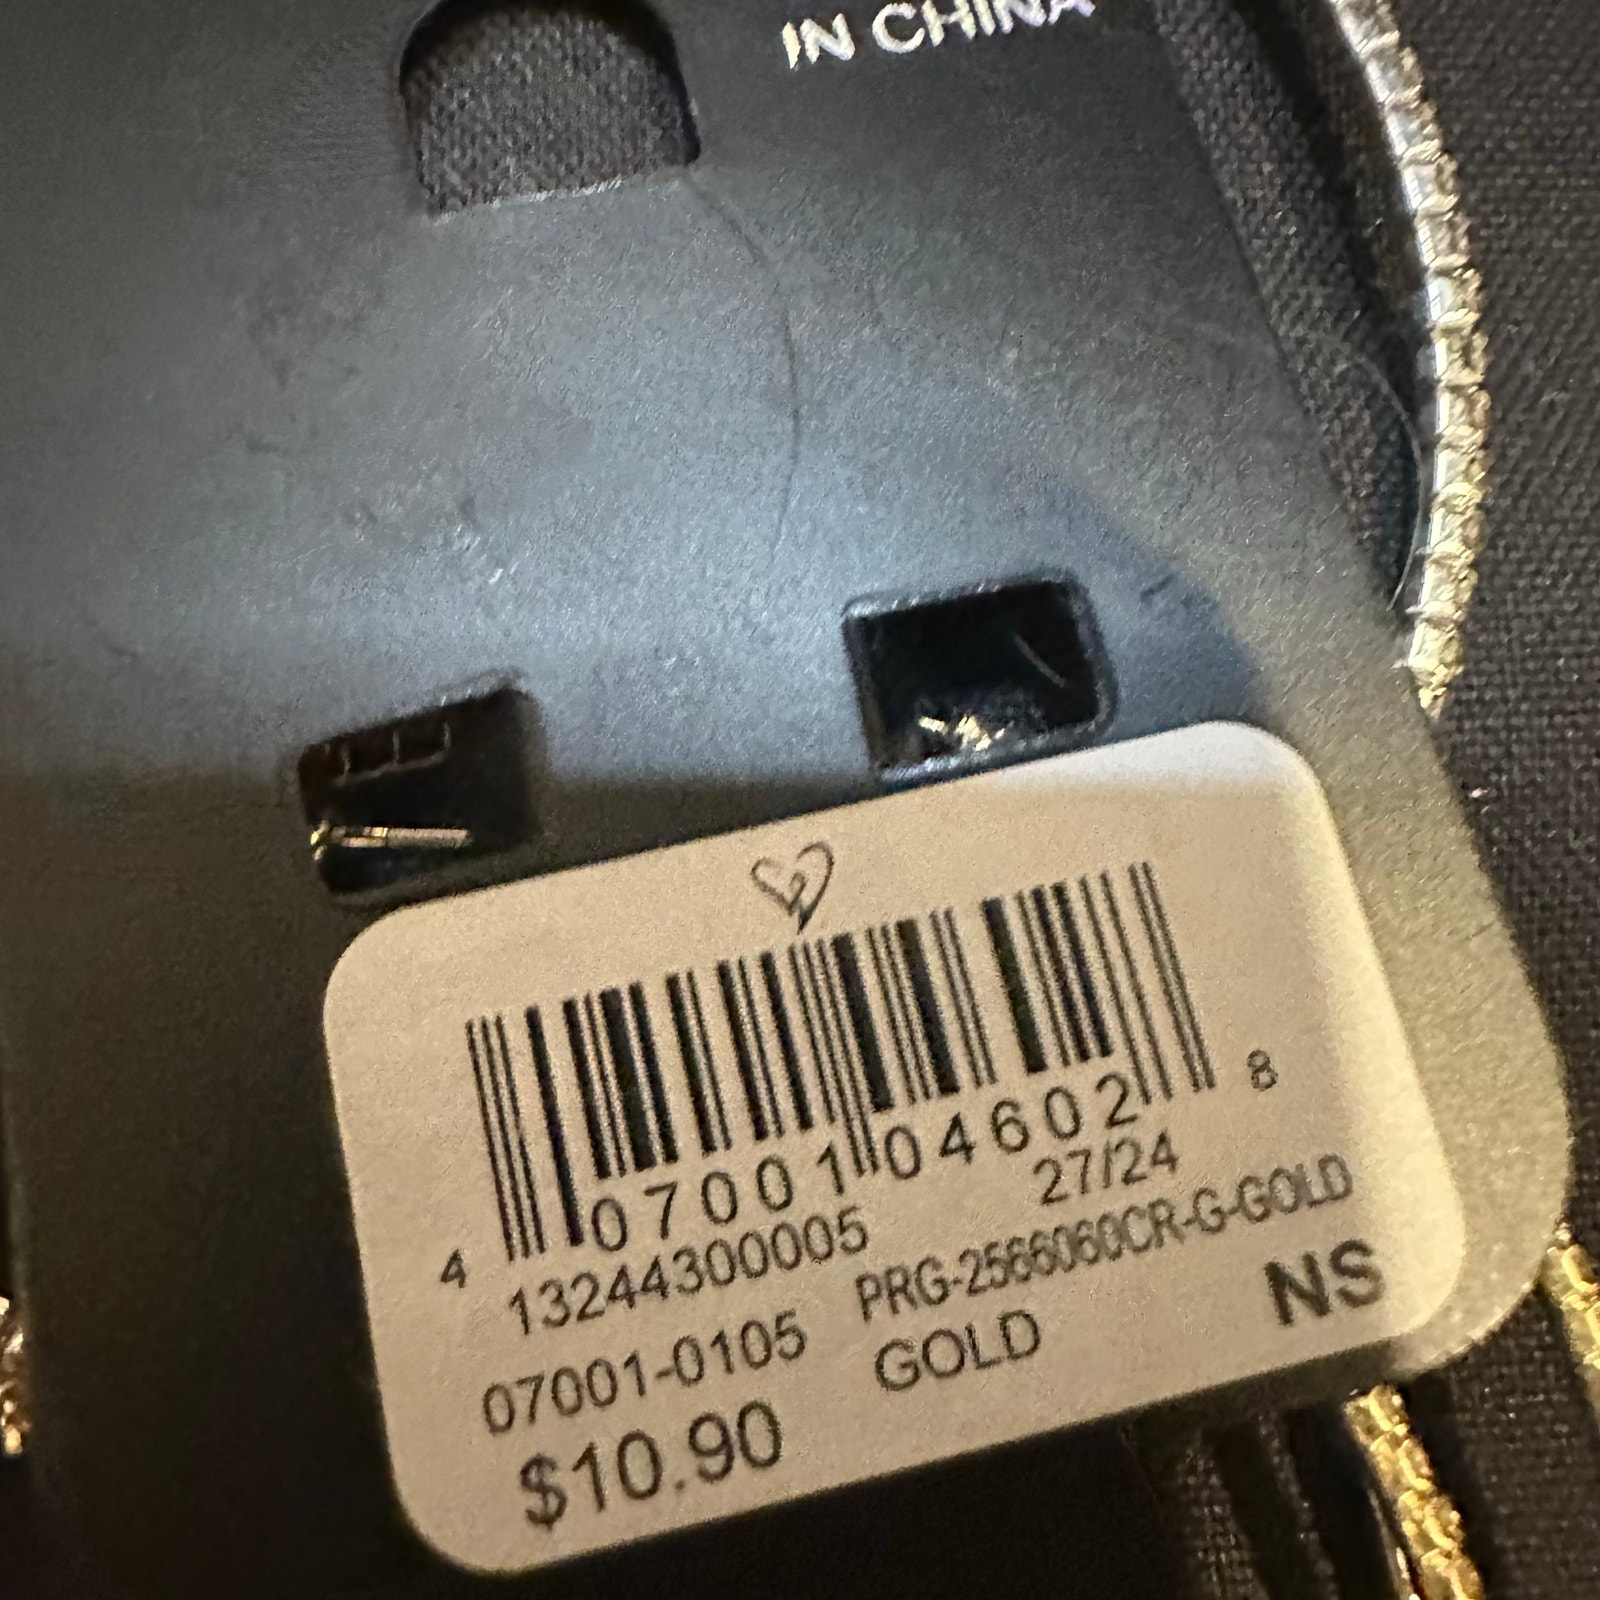 IN CHINA
4 07001 04602 8
13244300005 27/24
PRG-2566060CR-G-GOLD
07001-0105 GOLD NS
$10.90